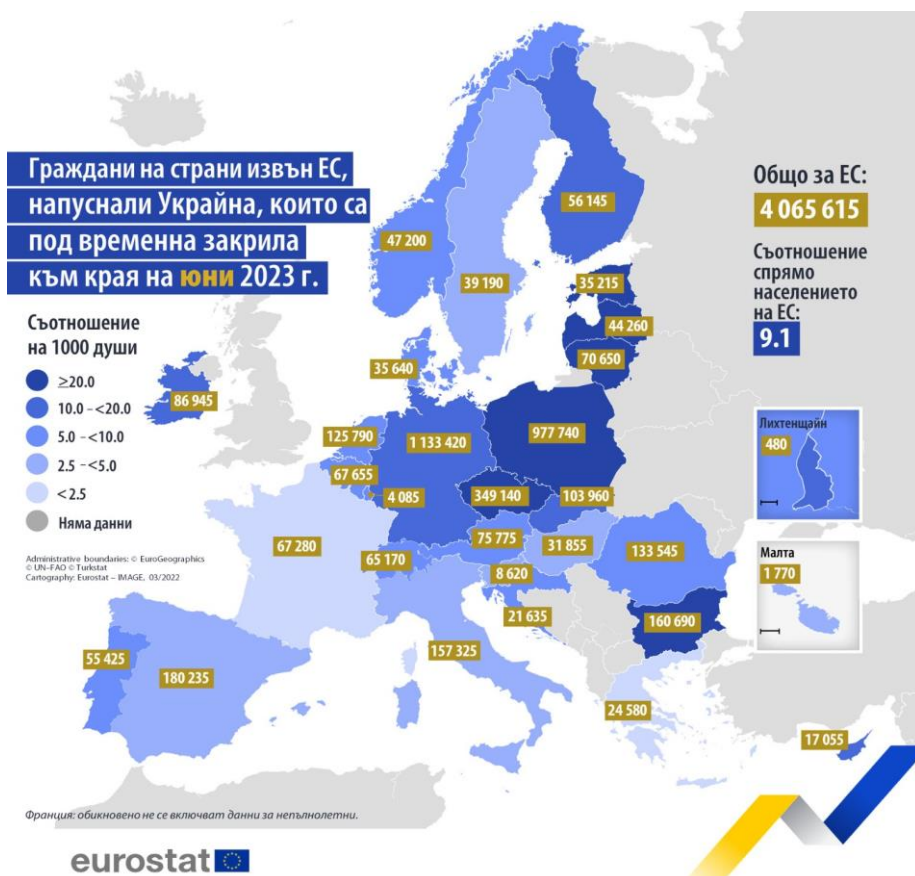 Граждани на страни извън ЕС,
напуснали Украйна, които са
под временна закрила
към края на юни 2023 г.
Съотношение
на 1000 души
≥20.0
10.0 - <20.0
5.0 - <10.0
2.5 - <5.0
< 2.5
Няма данни
Administrative boundaries: © EuroGeographics
© UN–FAO © Turkstat
Cartography: Eurostat – IMAGE, 03/2022
Общо за ЕС:
4 065 615
Съотношение
спрямо
населението
на ЕС:
9.1
56 145
47 200
39 190
35 215
44 260
70 650
35 640
86 945
125 790
1 133 420
977 740
67 655
4 085
349 140
103 960
67 280
65 170
75 775
31 855
133 545
8 620
21 635
160 690
55 425
180 235
157 325
24 580
17 055
Лихтенщайн
480
Малта
1 770
Франция: обикновено не се включват данни за непълнолетни.
eurostat